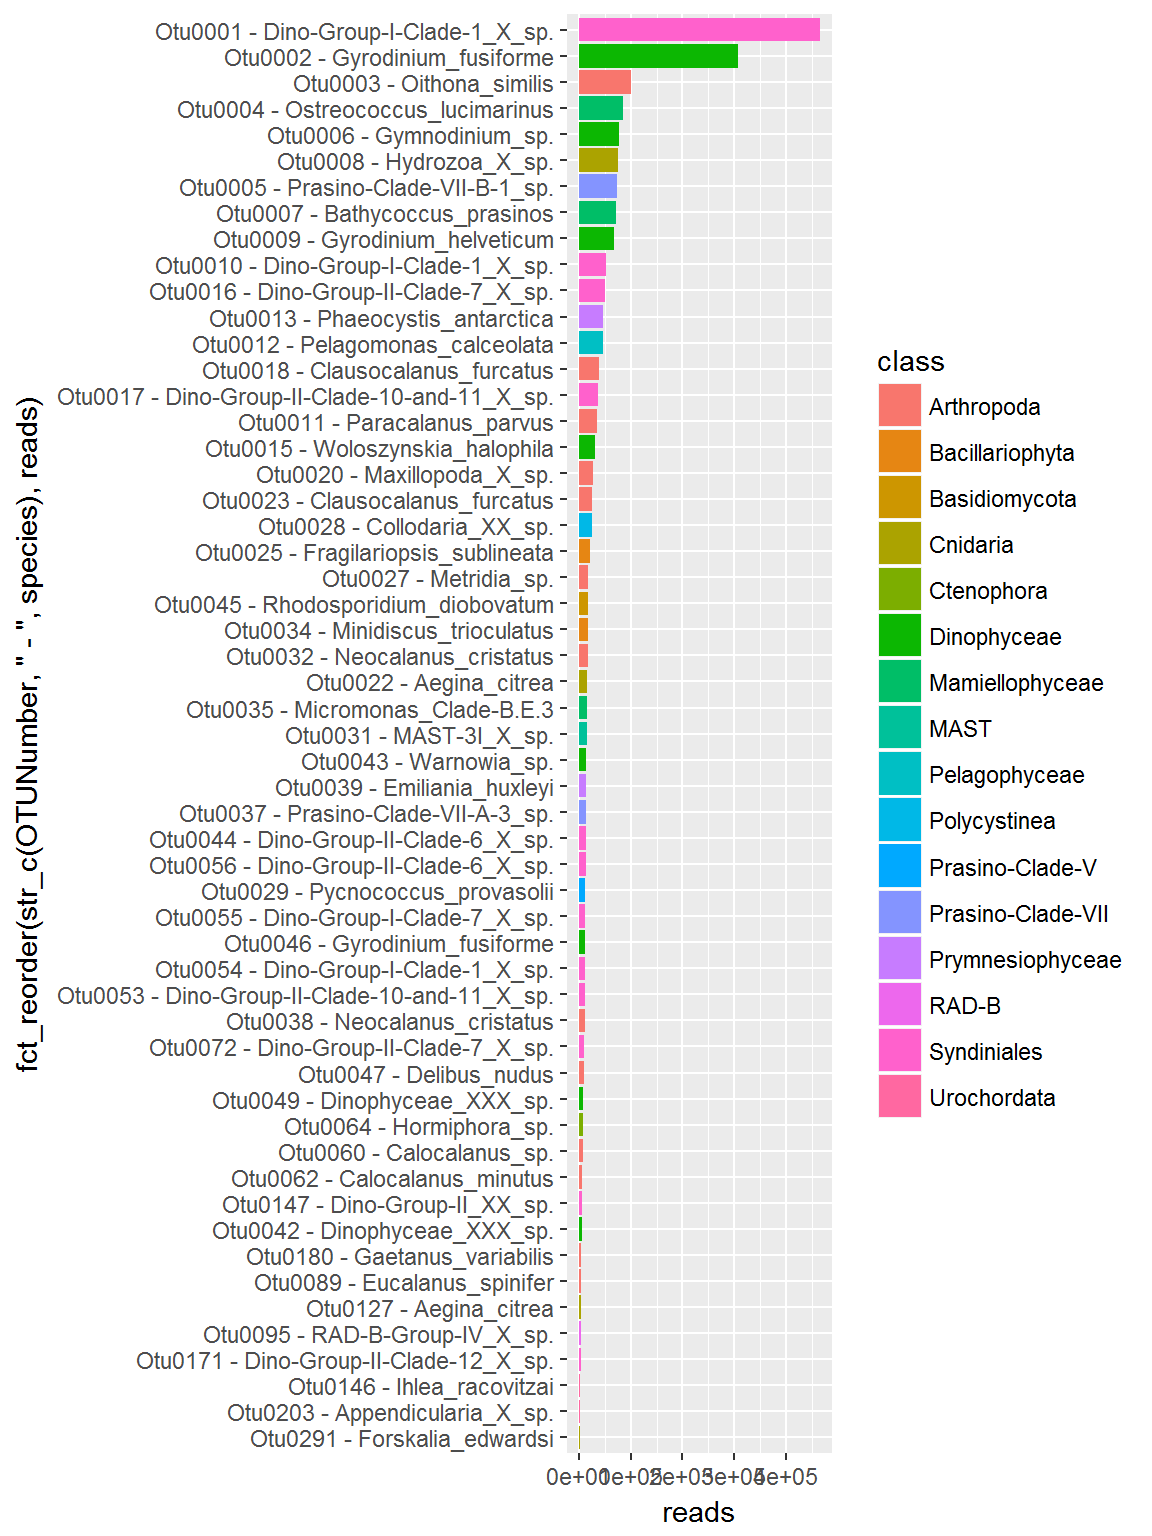 Otu0001 - Dino-Group-I-Clade-1_X_sp.
Otu0002 - Gyrodinium_fusiforme
Otu0003 - Oithona_similis
Otu0004 - Ostreococcus_lucimarinus
Otu0006 - Gymnodinium_sp.
Otu0008 - Hydrozoa_X_sp.
Otu0005 - Prasino-Clade-VII-B-1_sp.
Otu0007 - Bathycoccus_prasinos
Otu0009 - Gyrodinium_helveticum
Otu0010 - Dino-Group-I-Clade-1_X_sp.
Otu0016 - Dino-Group-II-Clade-7_X_sp.
Otu0013 - Phaeocystis_antarctica
Otu0012 - Pelagomonas_calceolata
Otu0018 - Clausocalanus_furcatus
Otu0017 - Dino-Group-II-Clade-10-and-11_X_sp.
Otu0011 - Paracalanus_parvus
Otu0015 - Woloszynskia_halophila
Otu0020 - Maxillopoda_X_sp.
Otu0023 - Clausocalanus_furcatus
Otu0028 - Collodaria_XX_sp.
Otu0025 - Fragilariopsis_sublineata
Otu0027 - Metridia_sp.
Otu0045 - Rhodosporidium_diobovatum
Otu0034 - Minidiscus_trioculatus
Otu0032 - Neocalanus_cristatus
Otu0022 - Aegina_citrea
Otu0035 - Micromonas_Clade-B.E.3
Otu0031 - MAST-3I_X_sp.
Otu0043 - Warnowia_sp.
Otu0039 - Emiliania_huxleyi
Otu0037 - Prasino-Clade-VII-A-3_sp.
Otu0044 - Dino-Group-II-Clade-6_X_sp.
Otu0056 - Dino-Group-II-Clade-6_X_sp.
Otu0029 - Pycnococcus_provasolii
Otu0055 - Dino-Group-I-Clade-7_X_sp.
Otu0046 - Gyrodinium_fusiforme
Otu0054 - Dino-Group-I-Clade-1_X_sp.
Otu0053 - Dino-Group-II-Clade-10-and-11_X_sp.
Otu0038 - Neocalanus_cristatus
Otu0072 - Dino-Group-II-Clade-7_X_sp.
Otu0047 - Delibus_nudus
Otu0049 - Dinophyceae_XXX_sp.
Otu0064 - Hormiphora_sp.
Otu0060 - Calocalanus_sp.
Otu0062 - Calocalanus_minutus
Otu0147 - Dino-Group-II_XX_sp.
Otu0042 - Dinophyceae_XXX_sp.
Otu0180 - Gaetanus_variabilis
Otu0089 - Eucalanus_spinifer
Otu0127 - Aegina_citrea
Otu0095 - RAD-B-Group-IV_X_sp.
Otu0171 - Dino-Group-II-Clade-12_X_sp.
Otu0146 - Ihlea_racovitzai
Otu0203 - Appendicularia_X_sp.
Otu0291 - Forskalia_edwardsi
fct_reorder(str_c(OTUNumber, " - ", species), reads)
0e+00 1e+05 2e+05 3e+05 4e+05
reads
class
Arthropoda
Bacillariophyta
Basidiomycota
Cnidaria
Ctenophora
Dinophyceae
Mamiellophyceae
MAST
Pelagophyceae
Polycystinea
Prasino-Clade-V
Prasino-Clade-VII
Prymnesiophyceae
RAD-B
Syndiniales
Urochordata